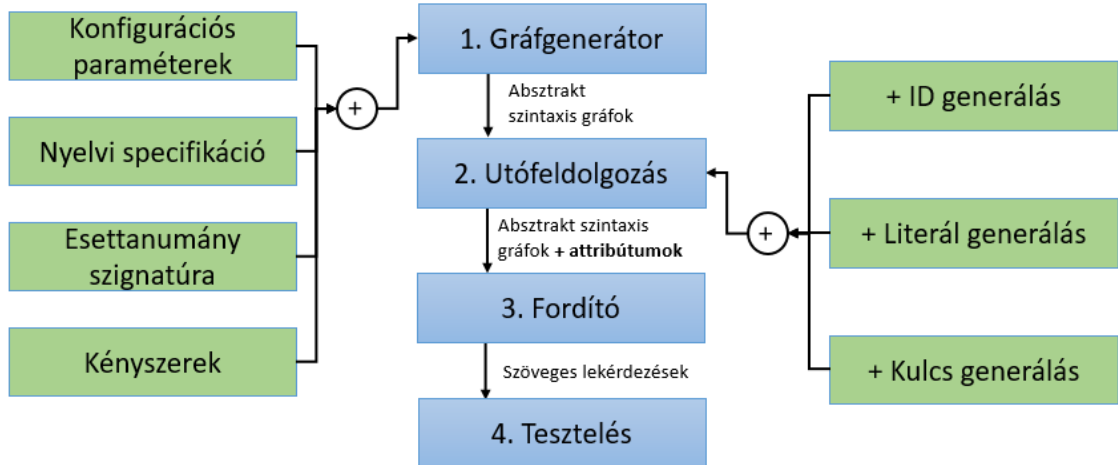 Konfigurációs
paraméterek
Nyelvi specifikáció
Esettanumány
szignatúra
Kényszerek
+
1. Gráfgenerátor
Absztrakt
szintaxis gráfok
2. Utófeldolgozás
Absztrakt szintaxis
gráfok + attribútumok
3. Fordító
Szöveges lekérdezések
4. Tesztelés
+
+ ID generálás
+ Literál generálás
+ Kulcs generálás